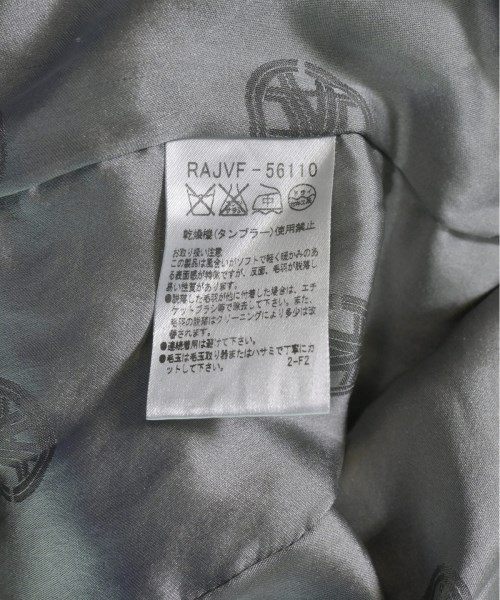 RAJVF-56110
中
ドライ
乾燥機(タンブラー)使用禁止
お取り扱い注意
この製品は風合いがソフトで軽く暖かみのあ
る表面感が特徴ですが、反面、毛羽が脱落し
易い性質があります。
●脱落した毛羽が他に付着した場合は、エチ
ケットブラシ等で除去して下さい。また、
毛羽の脱落はクリーニングにより多少は改
善されます。
●連続着用は避けて下さい。
●毛玉は毛玉取り器またはハサミで丁寧にカ
ットして下さい。 2-F2